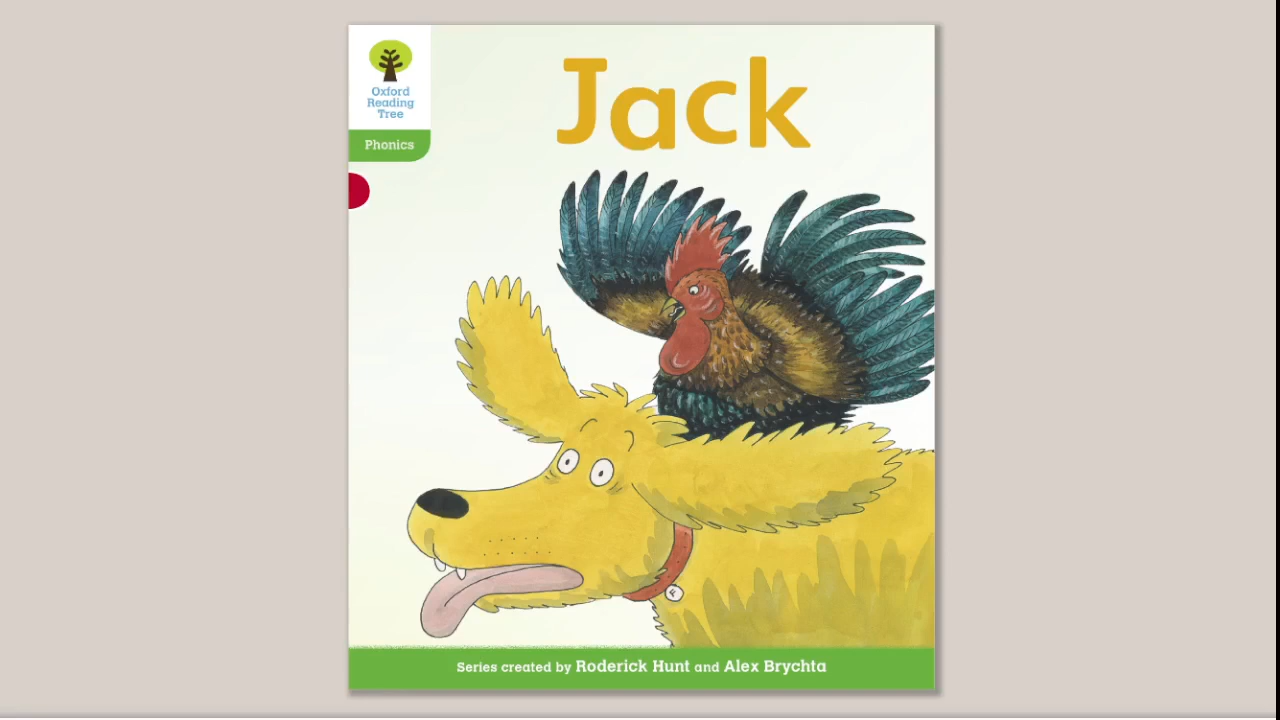 Jack
Oxford
Reading
Tree
Phonics
Series created by Roderick Hunt and Alex Brychta